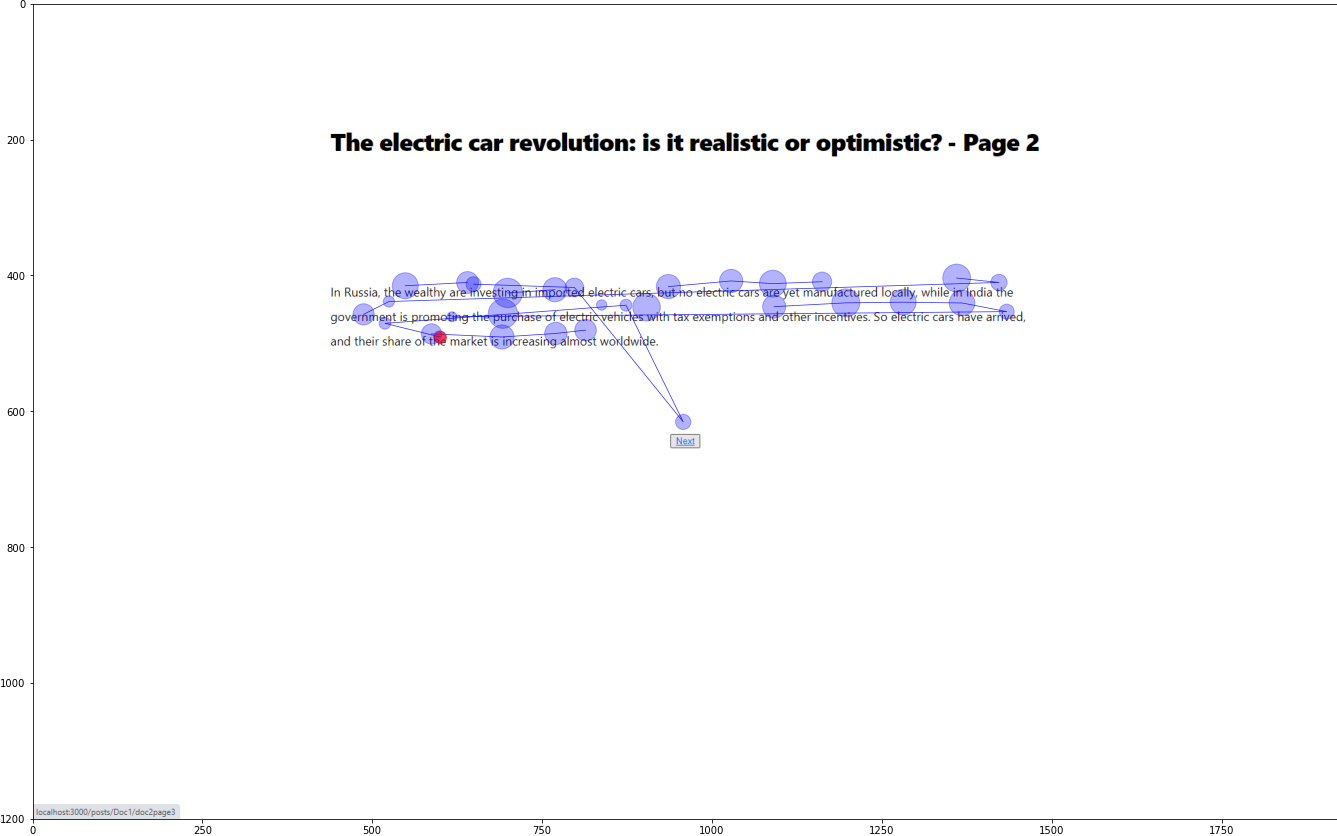 0
200
The electric car revolution: is it realistic or optimistic? - Page 2
400
In Russia, the wealthy are investing in imported electric cars, but no electric cars are yet manufactured locally, while in India the
government is promoting the purchase of electric vehicles with tax exemptions and other incentives. So electric cars have arrived,
and their share of the market is increasing almost worldwide.
600
Next
800
1000
localhost:3000/posts/Doc1/doc2page3
1200
0 250 500 750 1000 1250 1500 1750